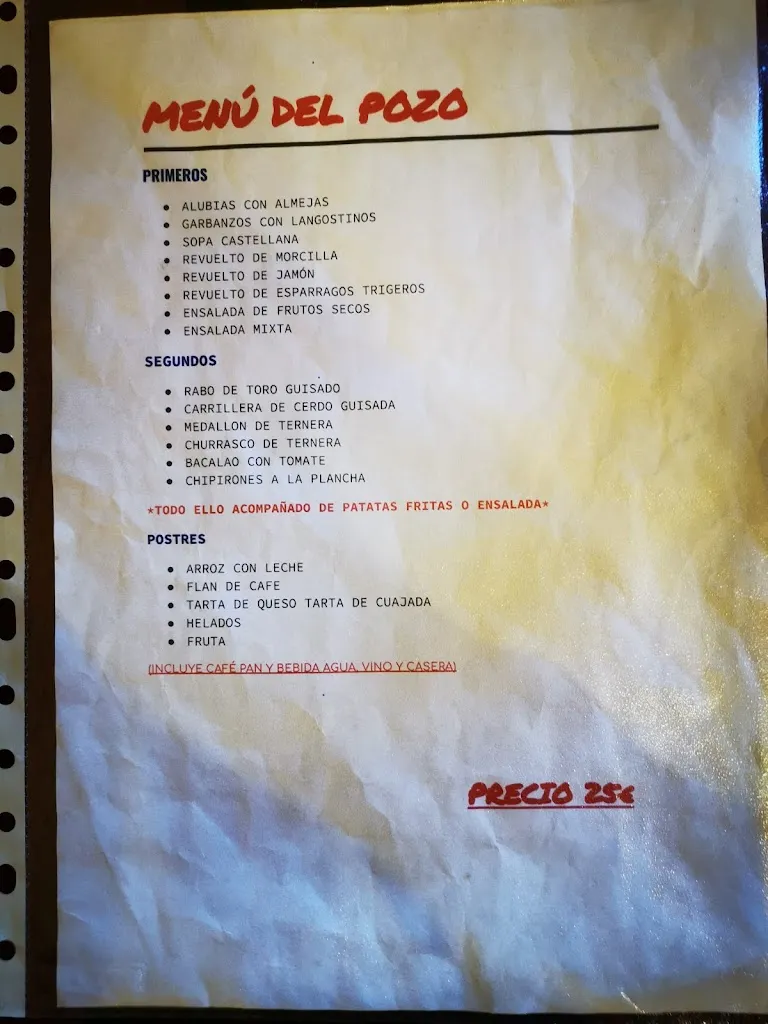 MENÚ DEL POZO
PRIMEROS
• ALUBIAS CON ALMEJAS
• GARBANZOS CON LANGOSTINOS
• SOPA CASTELLANA
• REVUELTO DE MORCILLA
• REVUELTO DE JAMÓN
• REVUELTO DE ESPARRAGOS TRIGEROS
• ENSALADA DE FRUTOS SECOS
• ENSALADA MIXTA
SEGUNDOS
• RABO DE TORO GUISADO
• CARRILLERA DE CERDO GUISADA
• MEDALLON DE TERNERA
• CHURRASCO DE TERNERA
• BACALAO CON TOMATE
• CHIPIRONES A LA PLANCHA
*TODO ELLO ACOMPAÑADO DE PATATAS FRITAS O ENSALADA*
POSTRES
• ARROZ CON LECHE
• FLAN DE CAFE
• TARTA DE QUESO TARTA DE CUAJADA
• HELADOS
• FRUTA
(INCLUYE CAFÉ PAN Y BEBIDA AGUA, VINO Y CASERA)
PRECIO 25€